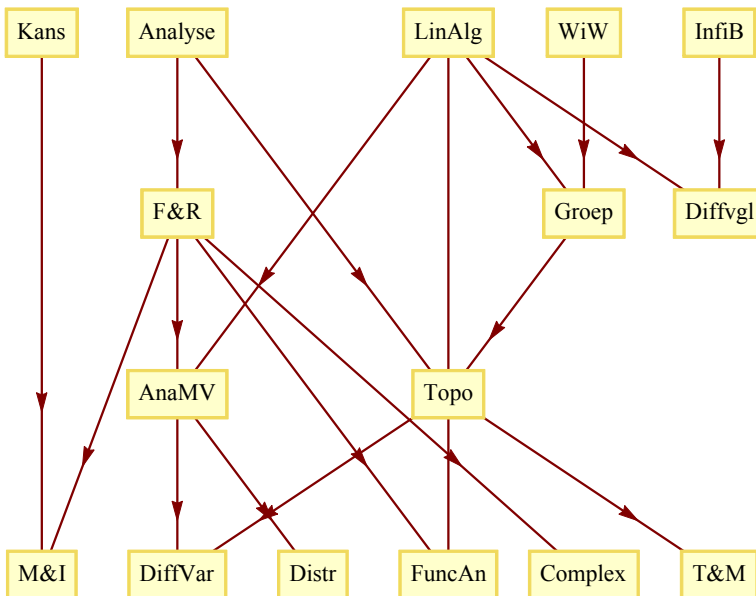 Kans
Analyse
LinAlg
WiW
InfiB
F&R
Groep
Diffvgl
AnaMV
Topo
M&I
DiffVar
Distr
FuncAn
Complex
T&M